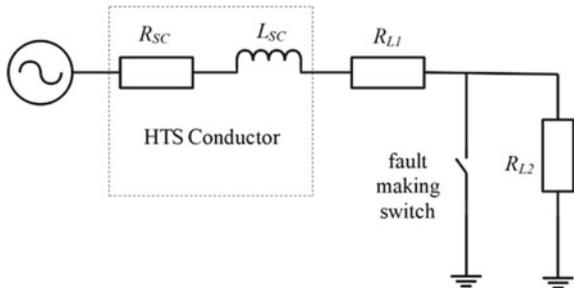 R_SC
L_SC
R_L1
HTS Conductor
fault
making
switch
R_L2